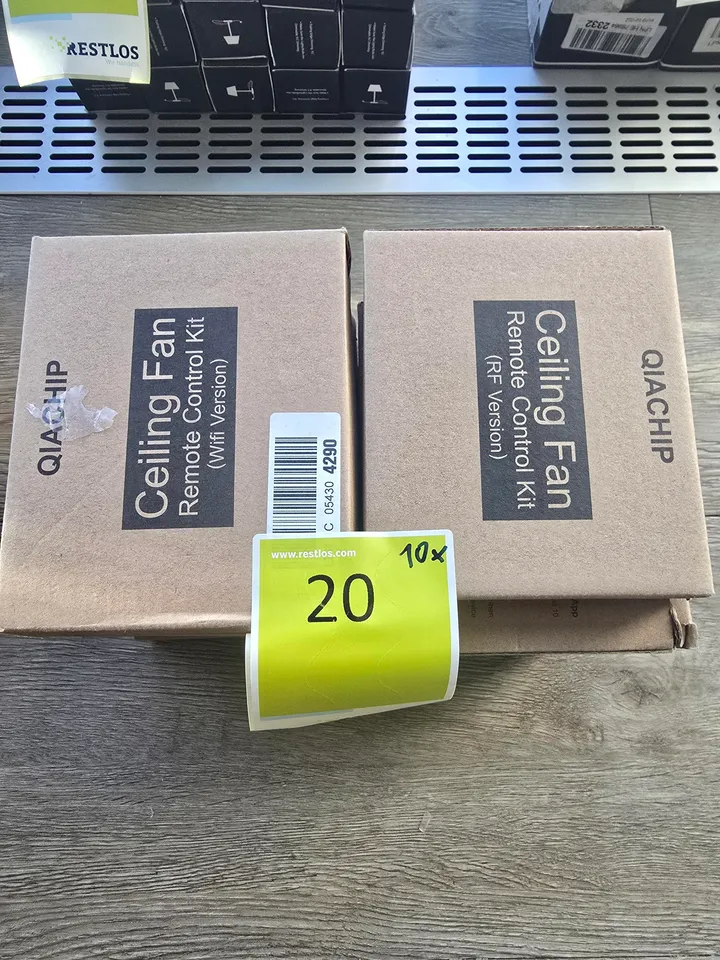 RESTLOS
2332
QIACHIP
Ceiling Fan
Remote Control Kit
(Wifi Version)
C 05430 4290
Ceiling Fan
Remote Control Kit
(RF Version)
QIACHIP
www.restlos.com
10x
20